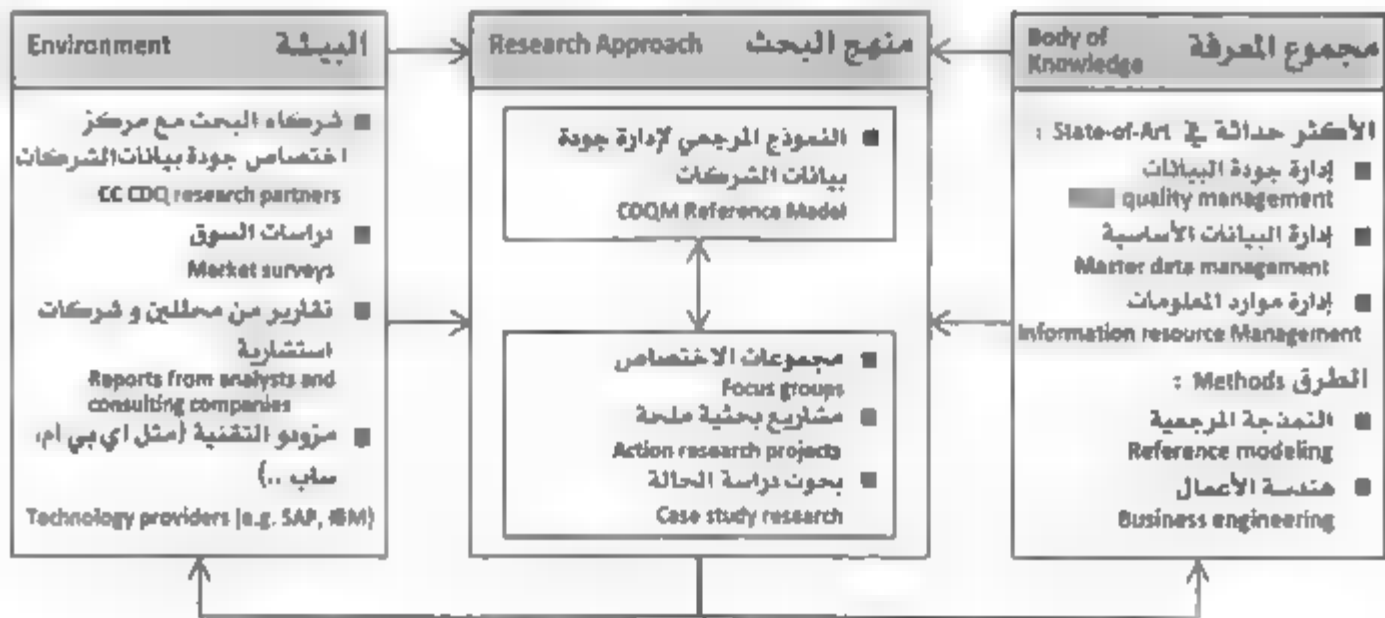 Environment البيئة
شركاء البحث مع مركز
اختصاص جودة بيانات الشركات
CC CDQ research partners
دراسات السوق
Market surveys
تقارير من محللين و شركات
استشارية
Reports from analysts and
consulting companies
مزودو التقنية (مثل اي بي ام،
ساب ..)
Technology providers (e.g. SAP, IBM)
Research Approach منهج البحث
النموذج المرجعي لإدارة جودة
بيانات الشركات
CDQM Reference Model
مجموعات الاختصاص
Focus groups
مشاريع بحثية ملحة
Action research projects
بحوث دراسة الحالة
Case study research
Body of
Knowledge مجموع المعرفة
الأكثر حداثة في State-of-Art :
إدارة جودة البيانات
quality management
إدارة البيانات الأساسية
Master data management
إدارة موارد المعلومات
Information resource Management
الطرق Methods :
النمذجة المرجعية
Reference modeling
هندسة الأعمال
Business engineering